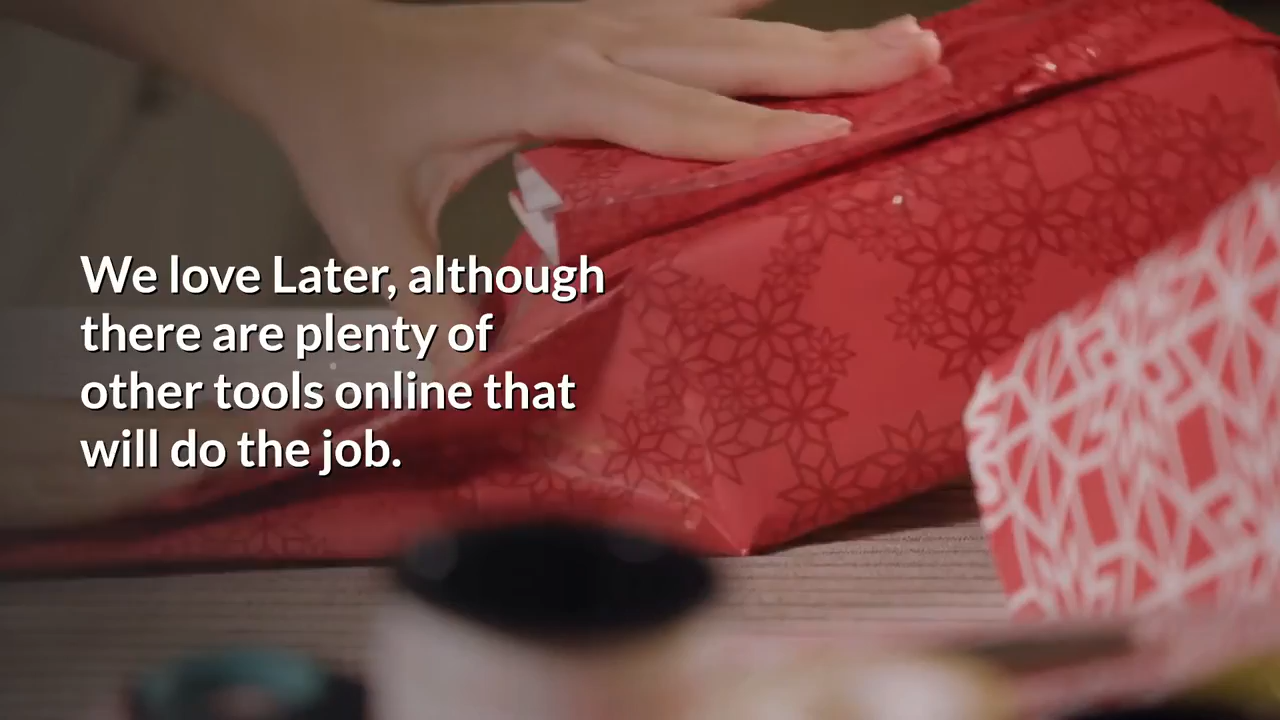 We love Later, although
there are plenty of
other tools online that
will do the job.